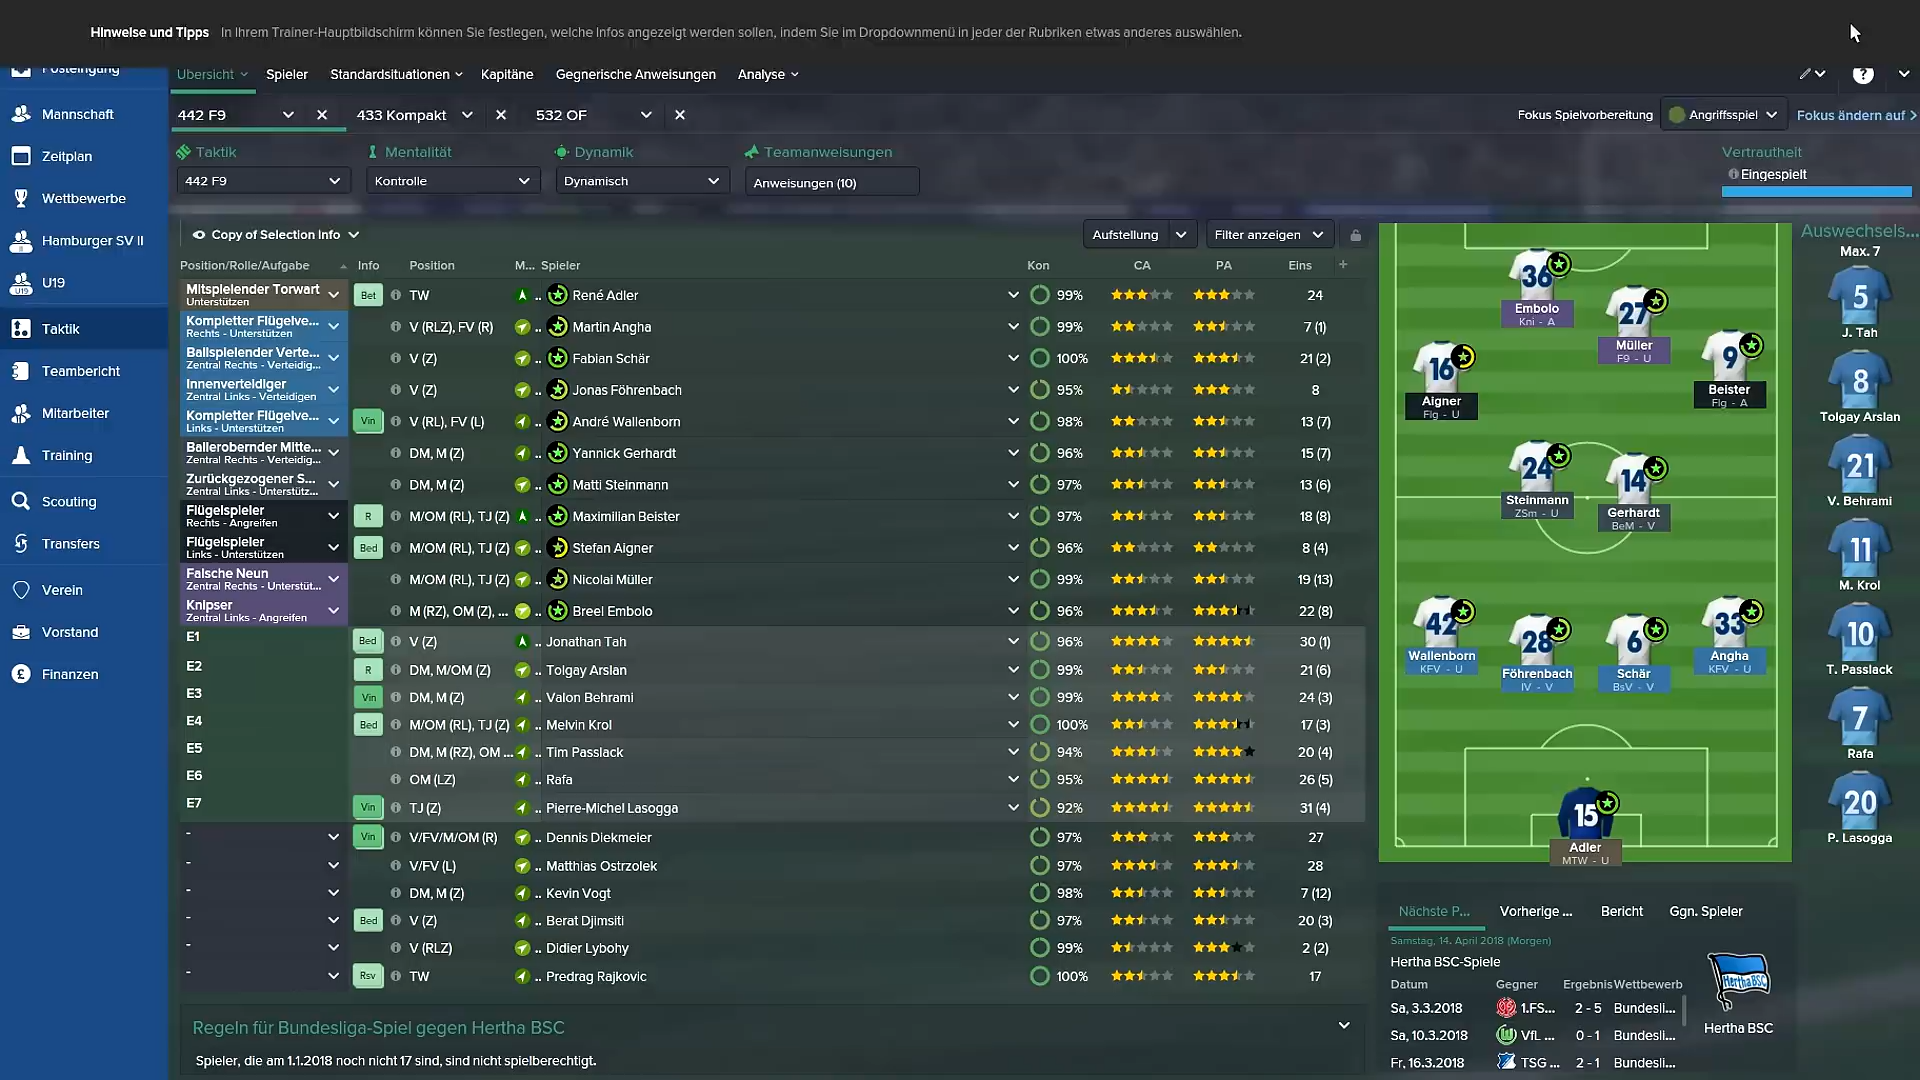 Hinweise und Tipps In Ihrem Trainer-Hauptbildschirm können Sie festlegen, welche Infos angezeigt werden sollen, indem Sie im Dropdownmenü in jeder der Rubriken etwas anderes auswählen.
Posteingang
Übersicht Spieler Standardsituationen Kapitäne Gegnerische Anweisungen Analyse ?
Mannschaft
Zeitplan
Wettbewerbe
Hamburger SV II
U19
Taktik
Teambericht
Mitarbeiter
Training
Scouting
Transfers
Verein
Vorstand
Finanzen
442 F9 433 Kompakt 532 OF
Fokus Spielvorbereitung Angriffsspiel Fokus ändern auf
Taktik Mentalität Dynamik Teamanweisungen
442 F9 Kontrolle Dynamisch Anweisungen (10)
Vertrautheit
Eingespielt
Copy of Selection Info Aufstellung Filter anzeigen
Position/Rolle/Aufgabe Info Position M... Spieler Kon CA PA Eins +
Mitspielender Torwart
Unterstützen
Bet TW .. René Adler 99% 24
Kompletter Flügelve...
Rechts - Unterstützen
V (RLZ), FV (R) .. Martin Angha 99% 7 (1)
Ballspielender Verte...
Zentral Rechts - Verteidig...
V (Z) .. Fabian Schär 100% 21 (2)
Innenverteidiger
Zentral Links - Verteidigen
V (Z) .. Jonas Föhrenbach 95% 8
Kompletter Flügelve...
Links - Unterstützen
Vin V (RL), FV (L) .. André Wallenborn 98% 13 (7)
Ballerobernder Mitte...
Zentral Rechts - Verteidig...
DM, M (Z) .. Yannick Gerhardt 96% 15 (7)
Zurückgezogener S...
Zentral Links - Unterstütz...
DM, M (Z) .. Matti Steinmann 97% 13 (6)
Flügelspieler
Rechts - Angreifen
R M/OM (RL), TJ (Z) .. Maximilian Beister 97% 18 (8)
Flügelspieler
Links - Unterstützen
Bed M/OM (RL), TJ (Z) .. Stefan Aigner 96% 8 (4)
Falsche Neun
Zentral Rechts - Unterstüt...
M/OM (RL), TJ (Z) .. Nicolai Müller 99% 19 (13)
Knipser
Zentral Links - Angreifen
M (RZ), OM (Z), ... .. Breel Embolo 96% 22 (8)
E1 Bed V (Z) .. Jonathan Tah 96% 30 (1)
E2 R DM, M/OM (Z) .. Tolgay Arslan 99% 21 (6)
E3 Vin DM, M (Z) .. Valon Behrami 99% 24 (3)
E4 Bed M/OM (RL), TJ (Z) .. Melvin Krol 100% 17 (3)
E5 DM, M (RZ), OM ... .. Tim Passlack 94% 20 (4)
E6 OM (LZ) .. Rafa 95% 26 (5)
E7 Vin TJ (Z) .. Pierre-Michel Lasogga 92% 31 (4)
- Vin V/FV/M/OM (R) .. Dennis Diekmeier 97% 27
- V/FV (L) .. Matthias Ostrzolek 97% 28
- DM, M (Z) .. Kevin Vogt 98% 7 (12)
- Bed V (Z) .. Berat Djimsiti 97% 20 (3)
- V (RLZ) .. Didier Lybohy 99% 2 (2)
- Rsv TW .. Predrag Rajkovic 100% 17
Regeln für Bundesliga-Spiel gegen Hertha BSC
Spieler, die am 1.1.2018 noch nicht 17 sind, sind nicht spielberechtigt.
36
Embolo
Kni - A
27
Müller
F9 - U
16
Aigner
Flg - U
9
Beister
Flg - A
24
Steinmann
ZSm - U
14
Gerhardt
BeM - V
42
Wallenborn
KFV - U
28
Föhrenbach
IV - V
6
Schär
BsV - V
33
Angha
KFV - U
15
Adler
MTW - U
Auswechsels...
Max. 7
5
J. Tah
8
Tolgay Arslan
21
V. Behrami
11
M. Krol
10
T. Passlack
7
Rafa
20
P. Lasogga
Nächste P... Vorherige ... Bericht Ggn. Spieler
Samstag, 14. April 2018 (Morgen)
Hertha BSC-Spiele
Datum Gegner Ergebnis Wettbewerb
Sa, 3.3.2018 1.FS... 2 - 5 Bundesli...
Sa, 10.3.2018 VfL ... 0 - 1 Bundesli...
Fr, 16.3.2018 TSG ... 2 - 1 Bundesli...
Hertha BSC
Hertha BSC